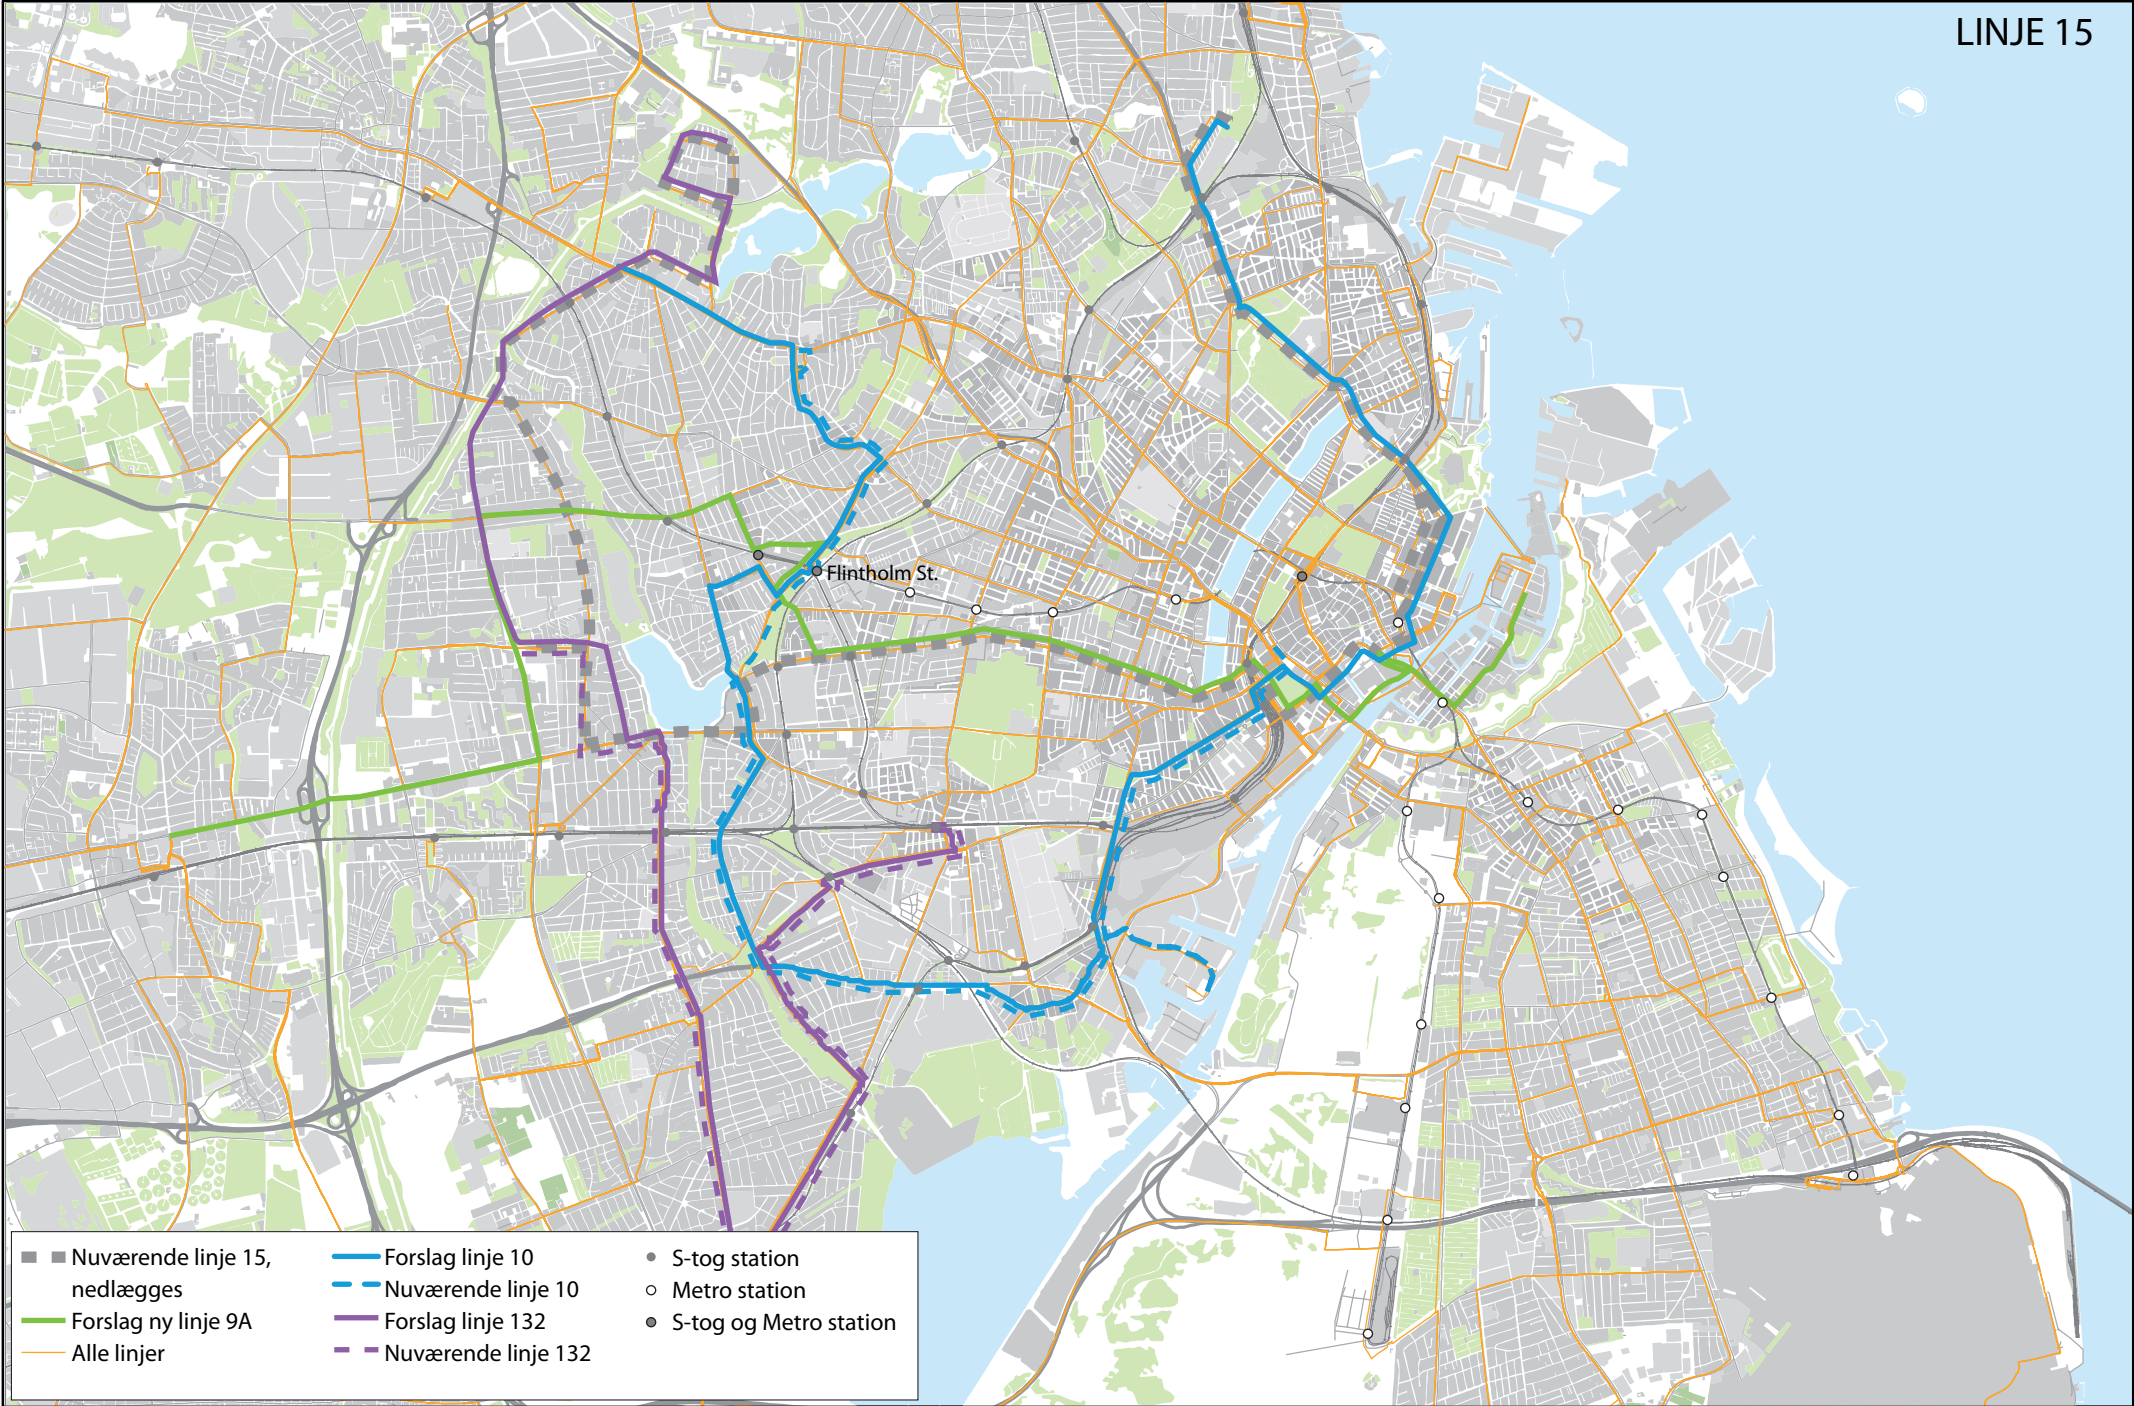 LINJE 15
Flintholm St.
Nuværende linje 15,
nedlægges
Forslag ny linje 9A
Alle linjer
Forslag linje 10
Nuværende linje 10
Forslag linje 132
Nuværende linje 132
S-tog station
Metro station
S-tog og Metro station